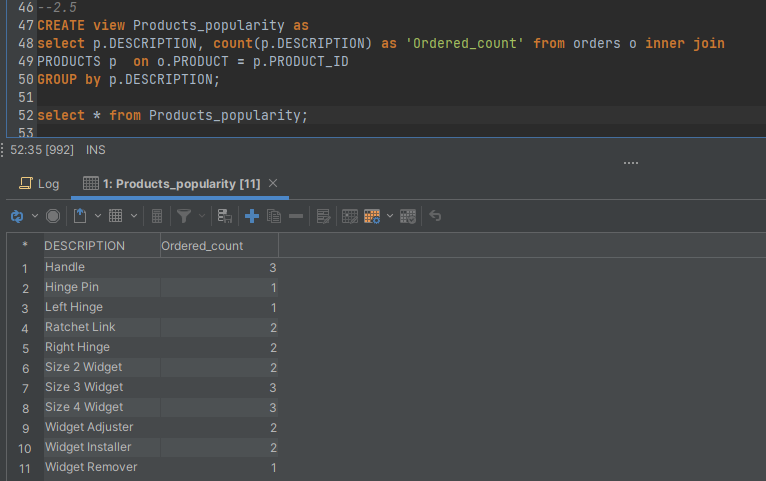 46 --2.5
47 CREATE view Products_popularity as
48 select p.DESCRIPTION, count(p.DESCRIPTION) as 'Ordered_count' from orders o inner join
49 PRODUCTS p  on o.PRODUCT = p.PRODUCT_ID
50 GROUP by p.DESCRIPTION;
51
52 select * from Products_popularity;
53
52:35 [992] INS
Log 1: Products_popularity [11]
* DESCRIPTION Ordered_count
1 Handle 3
2 Hinge Pin 1
3 Left Hinge 1
4 Ratchet Link 2
5 Right Hinge 2
6 Size 2 Widget 2
7 Size 3 Widget 3
8 Size 4 Widget 3
9 Widget Adjuster 2
10 Widget Installer 2
11 Widget Remover 1